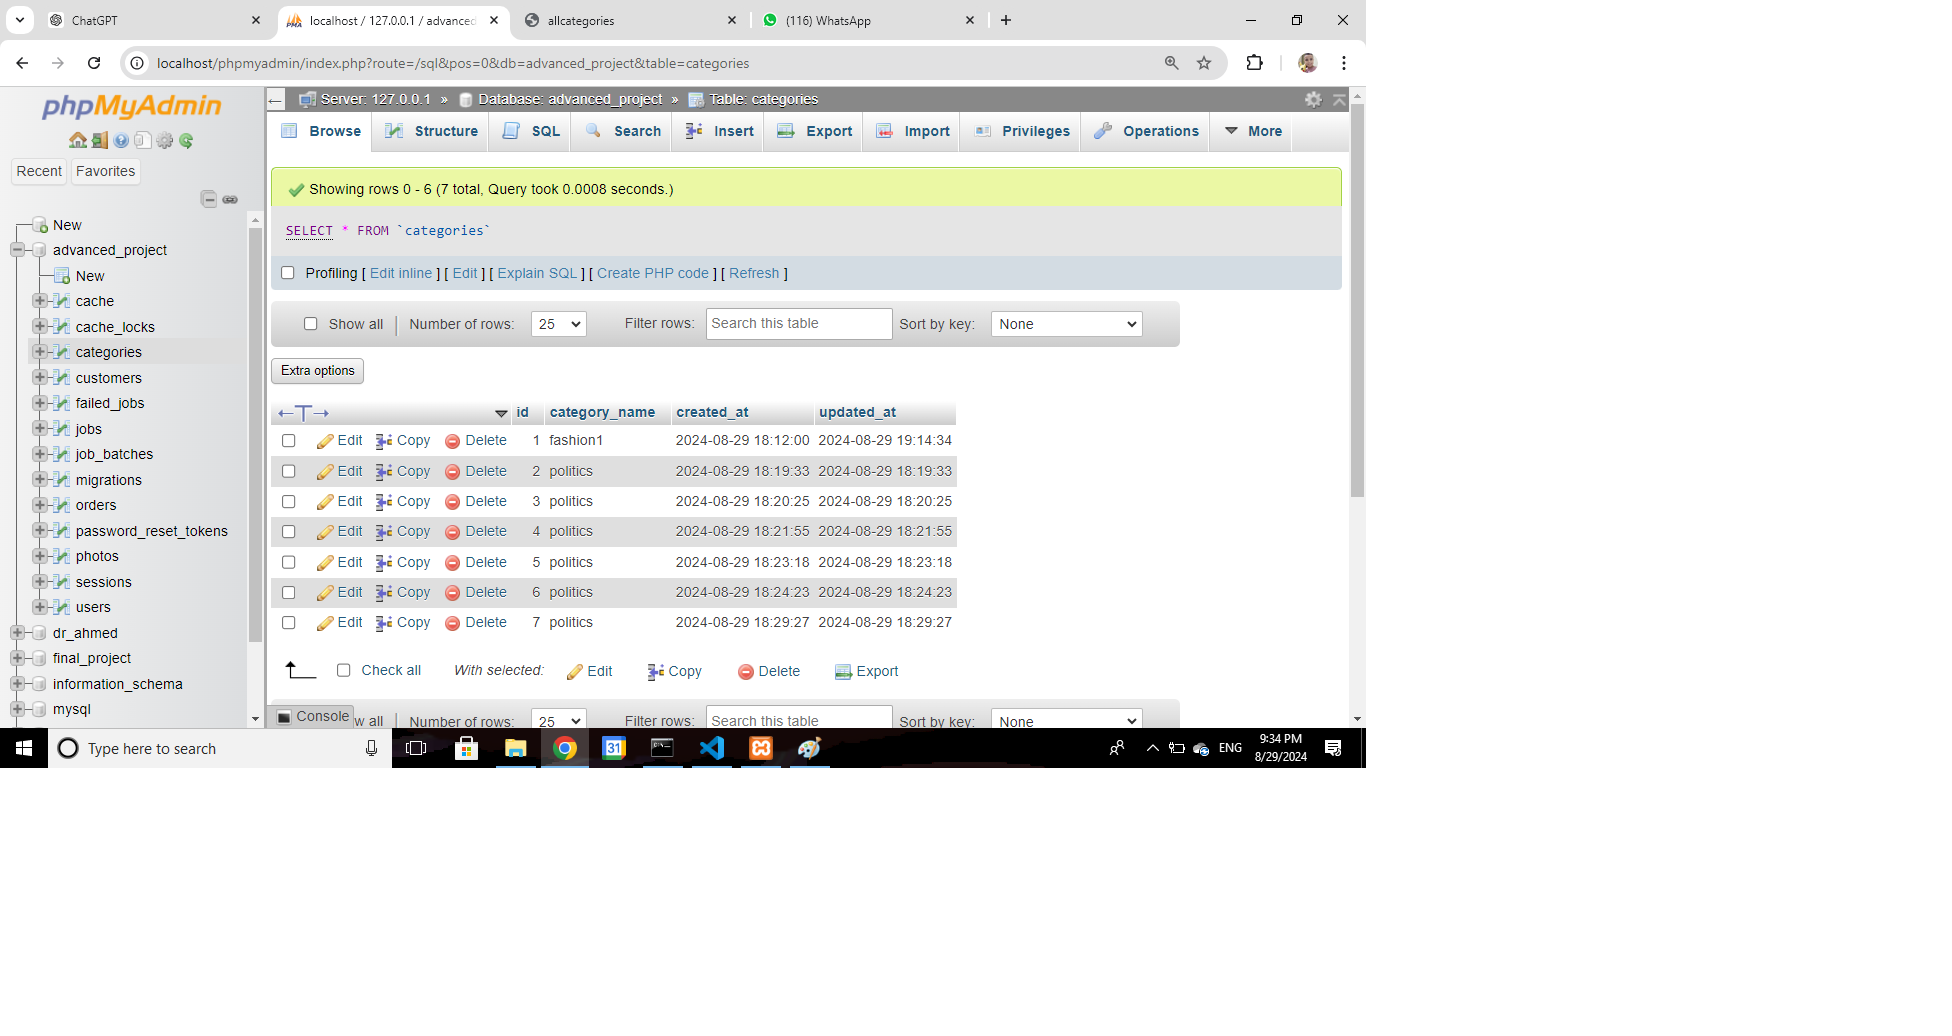 ChatGPT
localhost / 127.0.0.1 / advanced
allcategories
(116) WhatsApp
localhost/phpmyadmin/index.php?route=/sql&pos=0&db=advanced_project&table=categories
phpMyAdmin
Recent
Favorites
New
advanced_project
New
cache
cache_locks
categories
customers
failed_jobs
jobs
job_batches
migrations
orders
password_reset_tokens
photos
sessions
users
dr_ahmed
final_project
information_schema
mysql
Server: 127.0.0.1 » Database: advanced_project » Table: categories
Browse Structure SQL Search Insert Export Import Privileges Operations More
Showing rows 0 - 6 (7 total, Query took 0.0008 seconds.)
SELECT * FROM `categories`
Profiling [ Edit inline ] [ Edit ] [ Explain SQL ] [ Create PHP code ] [ Refresh ]
Show all Number of rows: 25 Filter rows: Search this table Sort by key: None
Extra options
id category_name created_at updated_at
Edit Copy Delete 1 fashion1 2024-08-29 18:12:00 2024-08-29 19:14:34
Edit Copy Delete 2 politics 2024-08-29 18:19:33 2024-08-29 18:19:33
Edit Copy Delete 3 politics 2024-08-29 18:20:25 2024-08-29 18:20:25
Edit Copy Delete 4 politics 2024-08-29 18:21:55 2024-08-29 18:21:55
Edit Copy Delete 5 politics 2024-08-29 18:23:18 2024-08-29 18:23:18
Edit Copy Delete 6 politics 2024-08-29 18:24:23 2024-08-29 18:24:23
Edit Copy Delete 7 politics 2024-08-29 18:29:27 2024-08-29 18:29:27
Check all With selected: Edit Copy Delete Export
Console w all Number of rows: 25 Filter rows: Search this table Sort by key: None
Type here to search
31
ENG
9:34 PM
8/29/2024